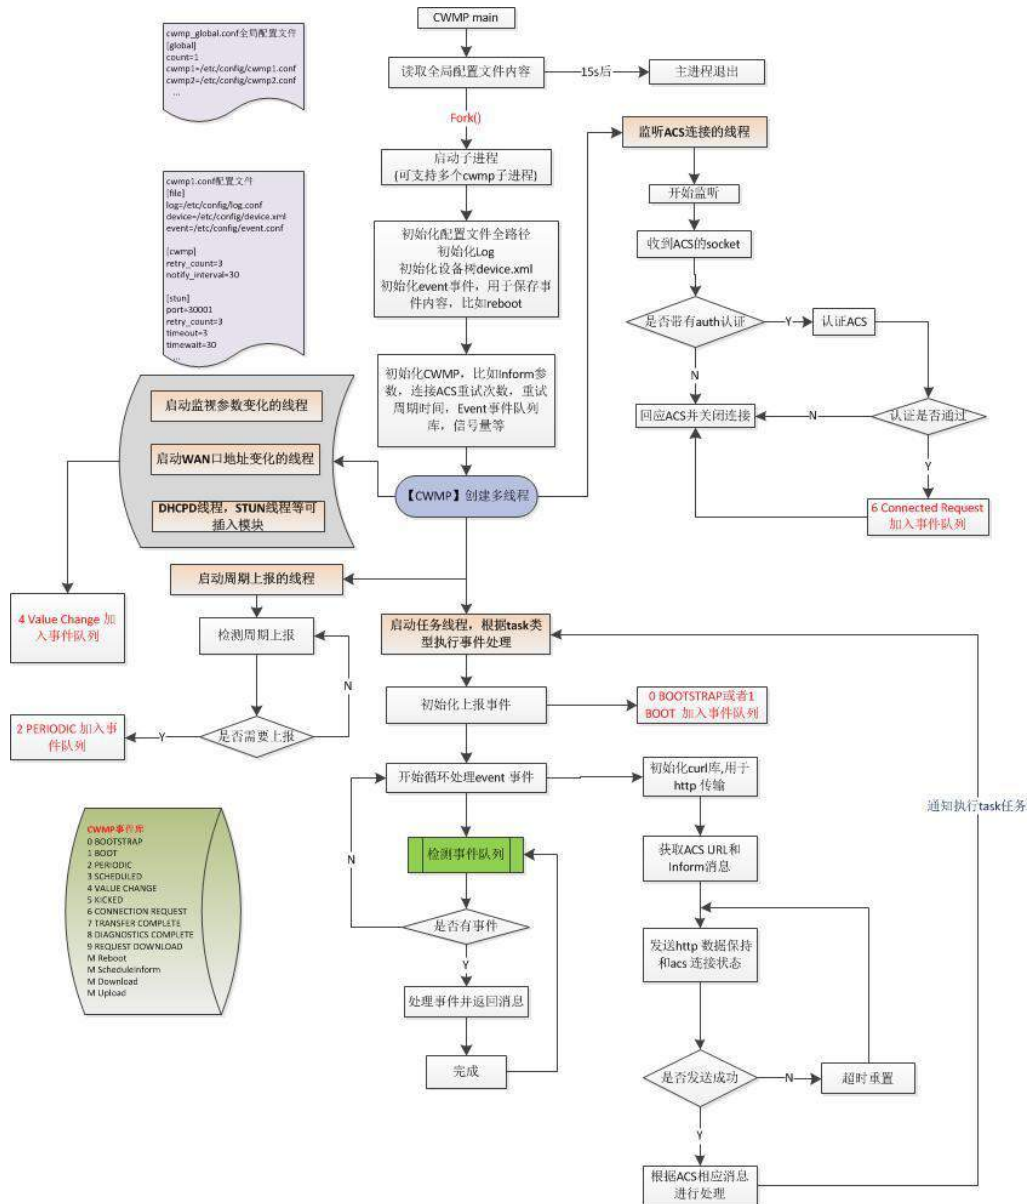 CWMP main
cwmp_global.conf全局配置文件
[global]
count=1
cwmp1=/etc/config/cwmp1.conf
cwmp2=/etc/config/cwmp2.conf
...
读取全局配置文件内容
15s后
主进程退出
Fork()
监听ACS连接的线程
启动子进程
(可支持多个cwmp子进程)
cwmp1.conf配置文件
[file]
log=/etc/config/log.conf
device=/etc/config/device.xml
event=/etc/config/event.conf
[cwmp]
retry_count=3
notify_interval=30
[stun]
port=30001
retry_count=3
timeout=3
timewait=30
...
开始监听
初始化配置文件全路径
初始化Log
初始化设备树device.xml
初始化event事件，用于保存事
件内容，比如reboot
收到ACS的socket
是否带有auth认证
Y
认证ACS
N
初始化CWMP，比如Inform参
数，连接ACS重试次数，重试
周期时间，Event事件队列
库，信号量等
回应ACS并关闭连接
N
认证是否通过
Y
6 Connected Request
加入事件队列
启动监视参数变化的线程
启动WAN口地址变化的线程
DHCPD线程，STUN线程等可
插入模块
【CWMP】创建多线程
启动周期上报的线程
4 Value Change 加
入事件队列
检测周期上报
N
是否需要上报
Y
2 PERIODIC 加入事
件队列
启动任务线程，根据task类
型执行事件处理
初始化上报事件
0 BOOTSTRAP或者1
BOOT 加入事件队列
开始循环处理event 事件
初始化curl库,用于
http 传输
通知执行task任务
CWMP事件库
0 BOOTSTRAP
1 BOOT
2 PERIODIC
3 SCHEDULED
4 VALUE CHANGE
5 KICKED
6 CONNECTION REQUEST
7 TRANSFER COMPLETE
8 DIAGNOSTICS COMPLETE
9 REQUEST DOWNLOAD
M Reboot
M ScheduleInform
M Download
M Upload
N
检测事件队列
获取ACS URL和
Inform消息
是否有事件
Y
发送http 数据保持
和acs 连接状态
处理事件并返回消息
完成
是否发送成功
N
超时重置
Y
根据ACS相应消息
进行处理